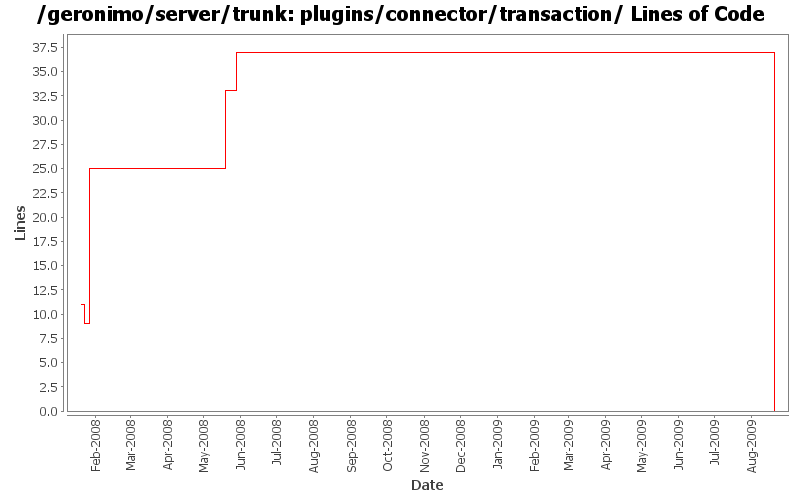 /geronimo/server/trunk: plugins/connector/transaction/ Lines of Code
37.5
35.0
32.5
30.0
27.5
25.0
22.5
20.0
17.5
15.0
12.5
10.0
7.5
5.0
2.5
0.0
Lines
Feb-2008
Mar-2008
Apr-2008
May-2008
Jun-2008
Jul-2008
Aug-2008
Sep-2008
Oct-2008
Nov-2008
Dec-2008
Jan-2009
Feb-2009
Mar-2009
Apr-2009
May-2009
Jun-2009
Jul-2009
Aug-2009
Date